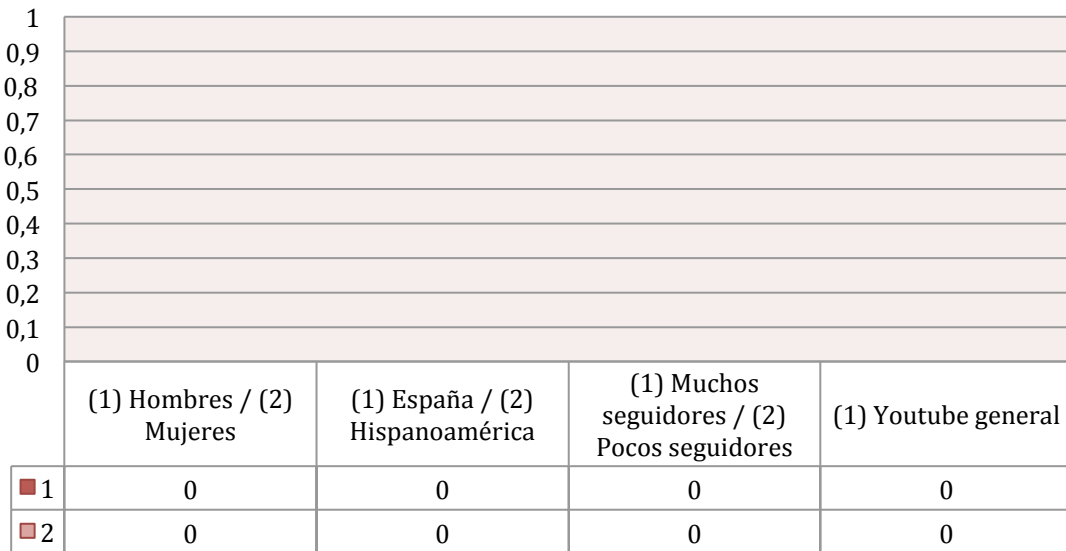 1
0,9
0,8
0,7
0,6
0,5
0,4
0,3
0,2
0,1
0
(1) Hombres / (2)
Mujeres
(1) España / (2)
Hispanoamérica
(1) Muchos
seguidores / (2)
Pocos seguidores
(1) Youtube general
1 0 0 0 0
2 0 0 0 0